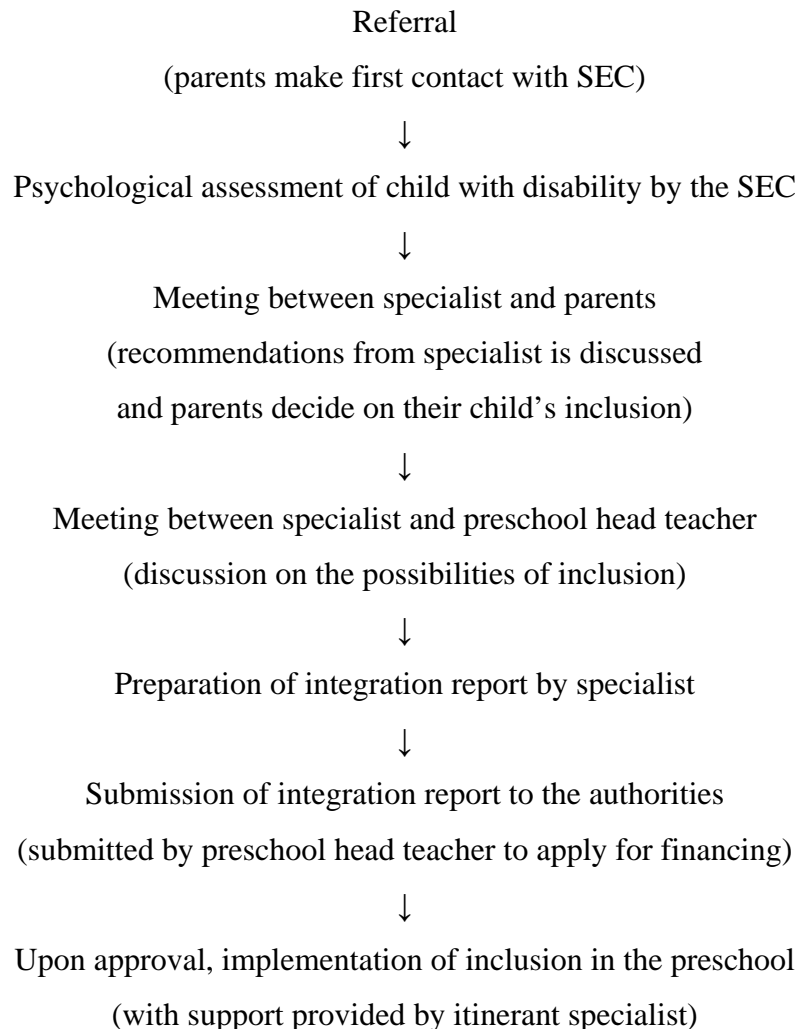 Referral
(parents make first contact with SEC)
↓
Psychological assessment of child with disability by the SEC
↓
Meeting between specialist and parents
(recommendations from specialist is discussed
and parents decide on their child’s inclusion)
↓
Meeting between specialist and preschool head teacher
(discussion on the possibilities of inclusion)
↓
Preparation of integration report by specialist
↓
Submission of integration report to the authorities
(submitted by preschool head teacher to apply for financing)
↓
Upon approval, implementation of inclusion in the preschool
(with support provided by itinerant specialist)